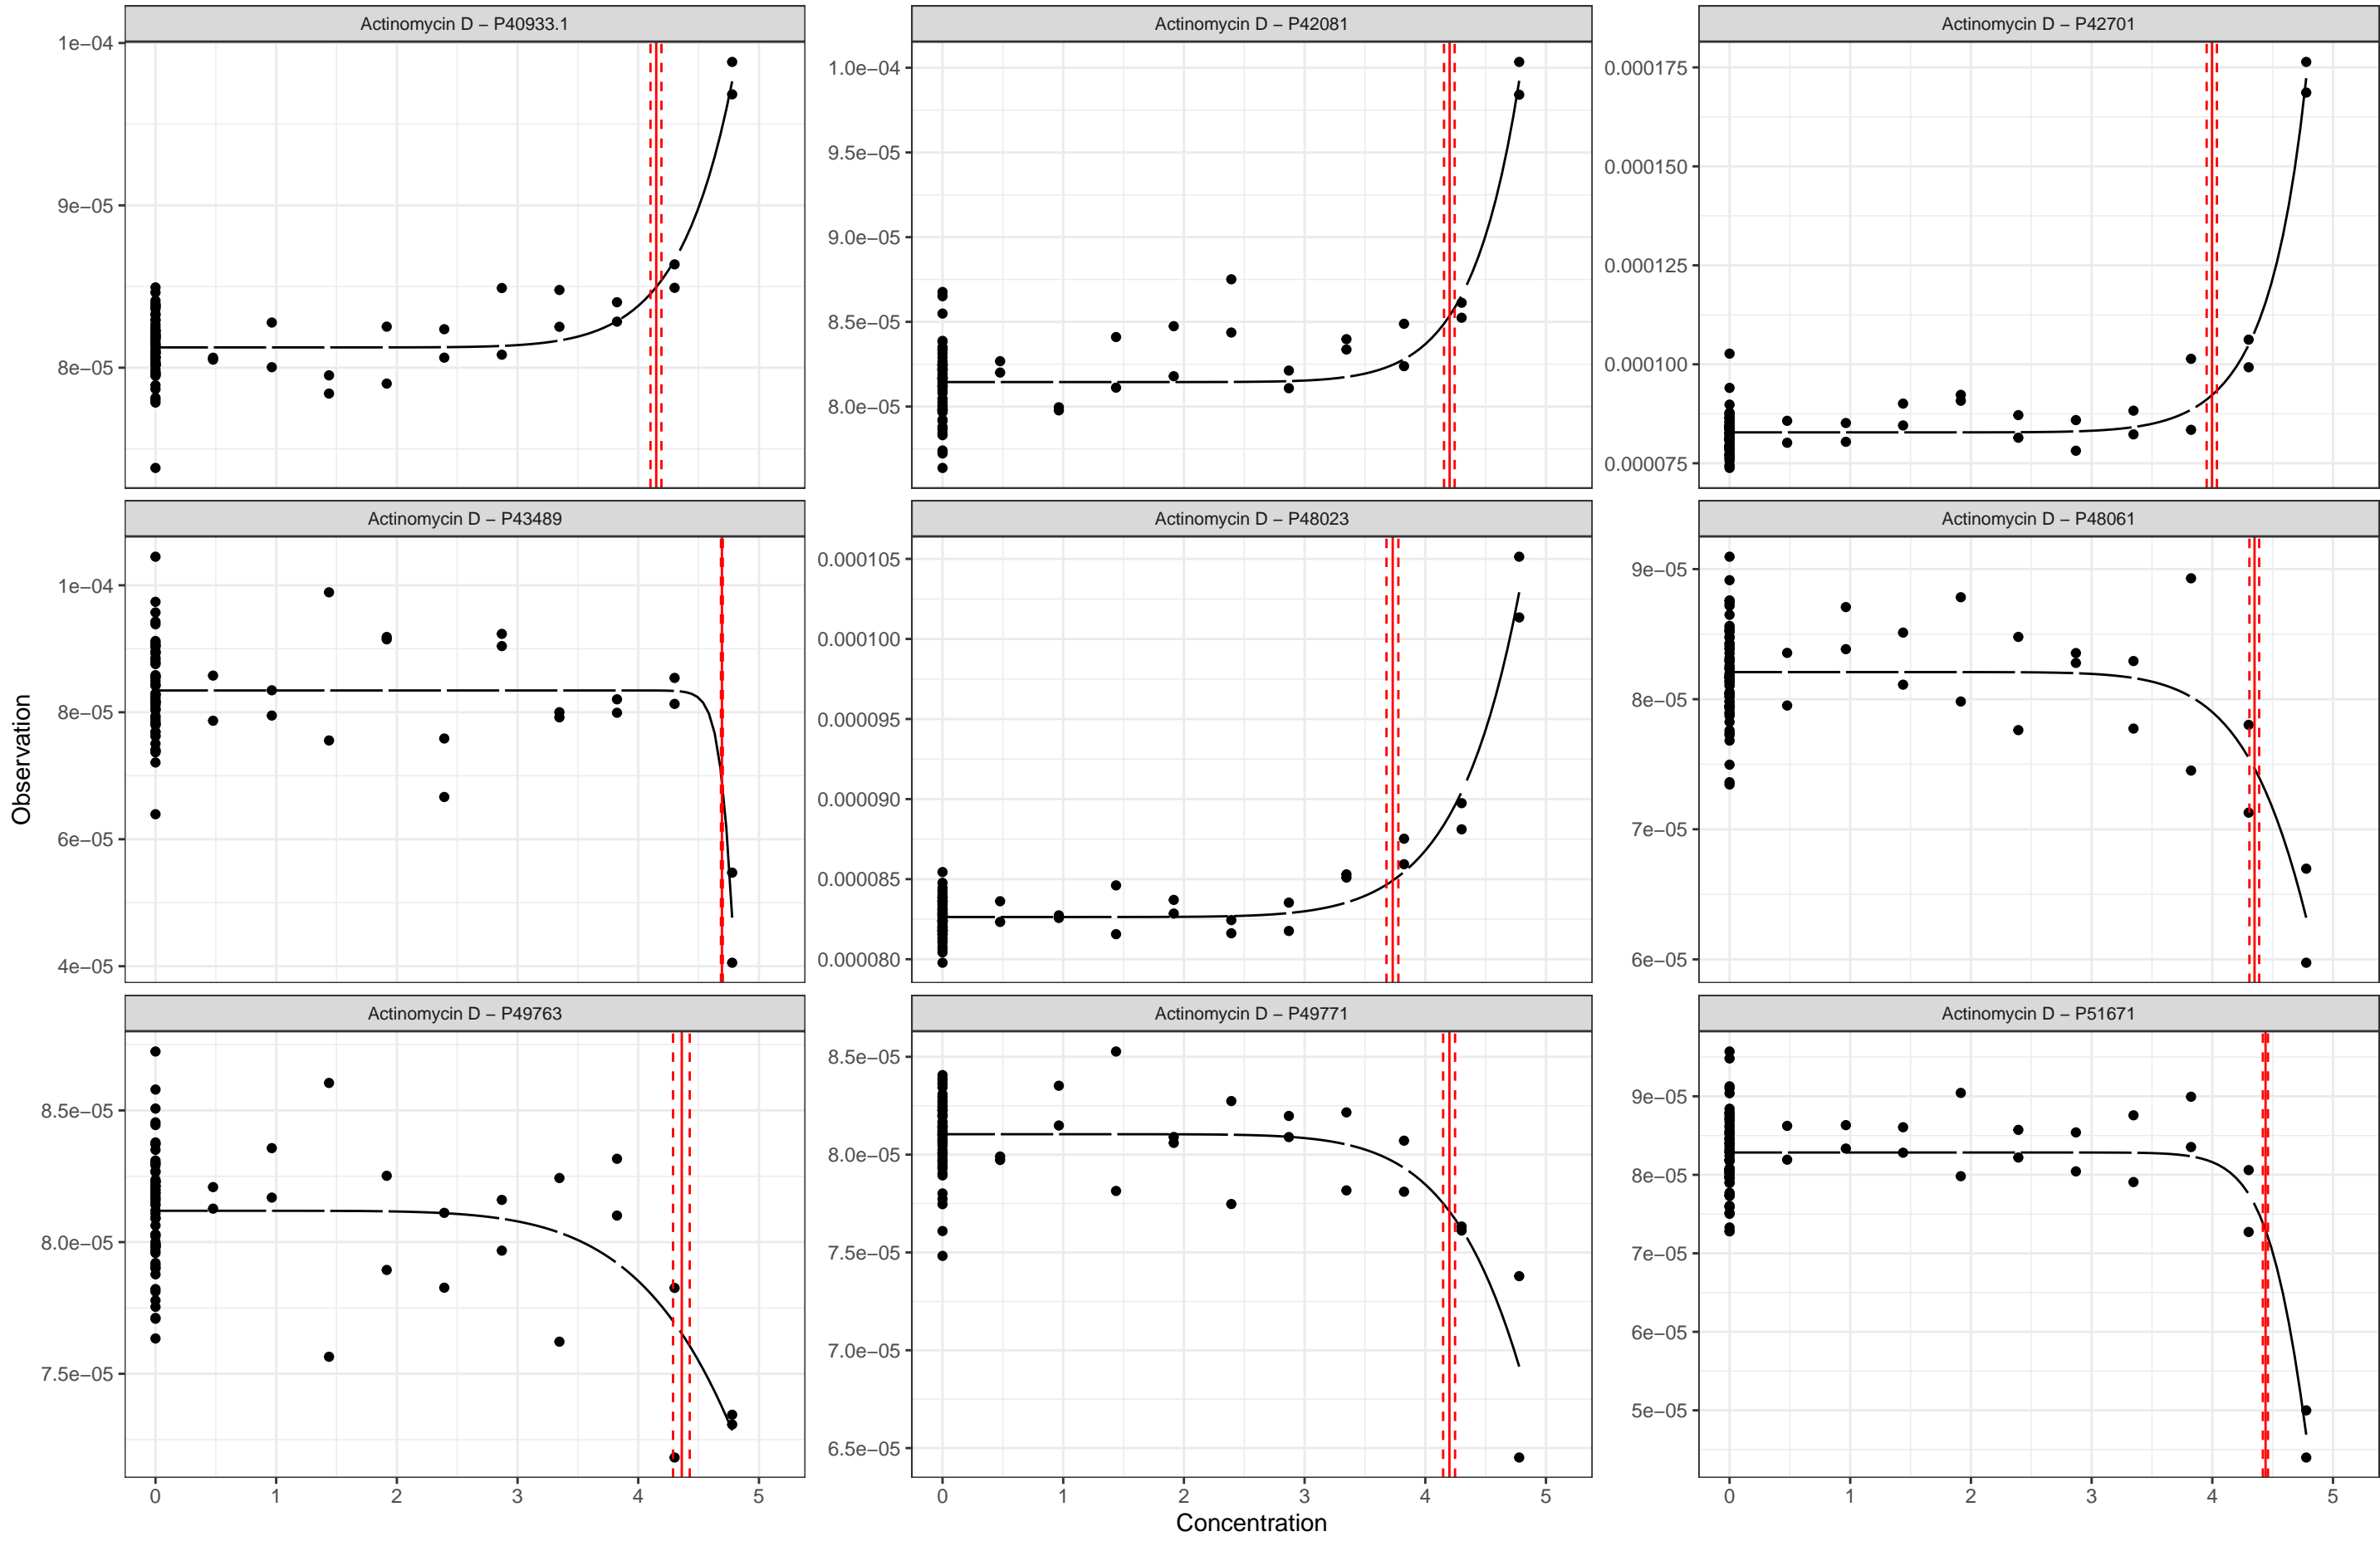 Actinomycin D − P40933.1
Actinomycin D − P42081
Actinomycin D − P42701
1e−04
9e−05
8e−05
1.0e−04
9.5e−05
9.0e−05
8.5e−05
8.0e−05
0.000175
0.000150
0.000125
0.000100
0.000075
Actinomycin D − P43489
Actinomycin D − P48023
Actinomycin D − P48061
1e−04
8e−05
6e−05
4e−05
0.000105
0.000100
0.000095
0.000090
0.000085
0.000080
9e−05
8e−05
7e−05
6e−05
Actinomycin D − P49763
Actinomycin D − P49771
Actinomycin D − P51671
8.5e−05
8.0e−05
7.5e−05
8.5e−05
8.0e−05
7.5e−05
7.0e−05
6.5e−05
9e−05
8e−05
7e−05
6e−05
5e−05
0 1 2 3 4 5
0 1 2 3 4 5
0 1 2 3 4 5
Concentration
Observation